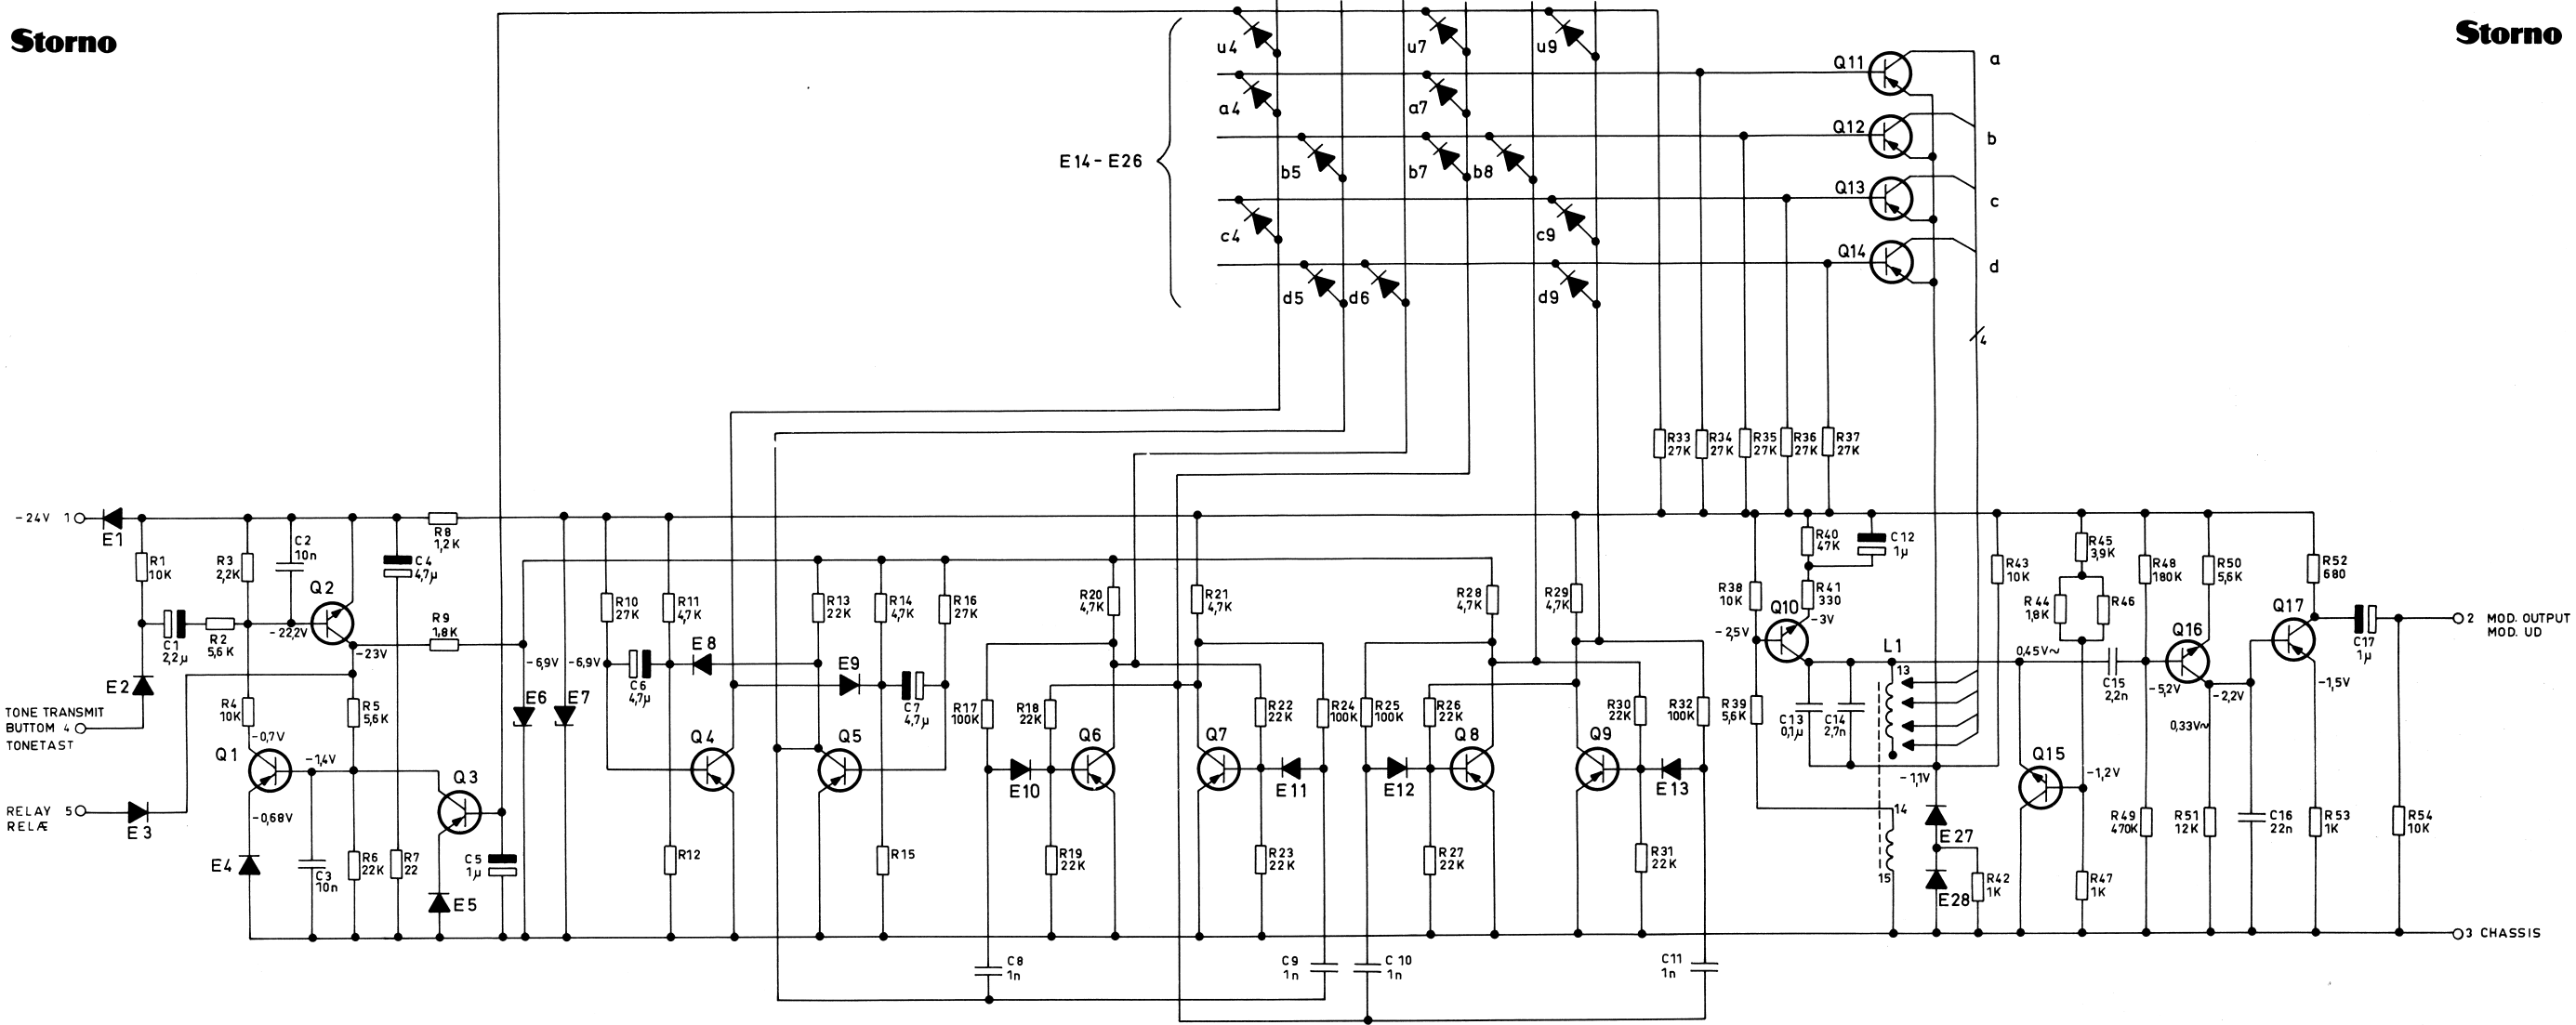 Storno
Storno
u4
u7
u9
Q11
a
a4
a7
Q12
b
E14-E26
b5
b7
b8
Q13
c
c4
c9
Q14
d
d5
d6
d9
4
R33
27K
R34
27K
R35
27K
R36
27K
R37
27K
-24V 1
E1
R1
10K
R3
2,2K
C2
10n
Q2
C4
4,7µ
R8
1,2K
C1
2,2µ
R2
5,6K
-22,2V
R9
1,8K
-23V
E2
TONE TRANSMIT
BUTTOM 4
TONETAST
R4
10K
R5
5,6K
-0,7V
Q1
-1,4V
Q3
RELAY 5
RELÆ
E3
-0,68V
E4
C3
10n
R6
22K
R7
22
C5
1µ
E5
-6,9V
-6,9V
E6
E7
R10
27K
R11
4,7K
C6
4,7µ
E8
R13
22K
R14
4,7K
R16
27K
E9
C7
4,7µ
Q4
Q5
R12
R15
R17
100K
R18
22K
R20
4,7K
R21
4,7K
Q6
Q7
E10
R19
22K
R22
22K
R24
100K
E11
R23
22K
C8
1n
C9
1n
R25
100K
R26
22K
R28
4,7K
R29
4,7K
Q8
Q9
E12
R27
22K
R30
22K
R32
100K
E13
R31
22K
C10
1n
C11
1n
R38
10K
R40
47K
C12
1µ
R41
330
Q10
-3V
-2,5V
R39
5,6K
C13
0,1µ
C14
2,7n
L1
13
14
15
R43
10K
-1,1V
E27
E28
R42
1K
R45
3,9K
R44
1,8K
R46
0,45V~
Q15
-1,2V
R47
1K
C15
2,2n
R48
180K
R50
5,6K
Q16
-5,2V
-2,2V
0,33V~
R49
470K
R51
12K
C16
22n
Q17
R52
680
-1,5V
R53
1K
C17
1µ
R54
10K
2 MOD. OUTPUT
MOD. UD
3 CHASSIS